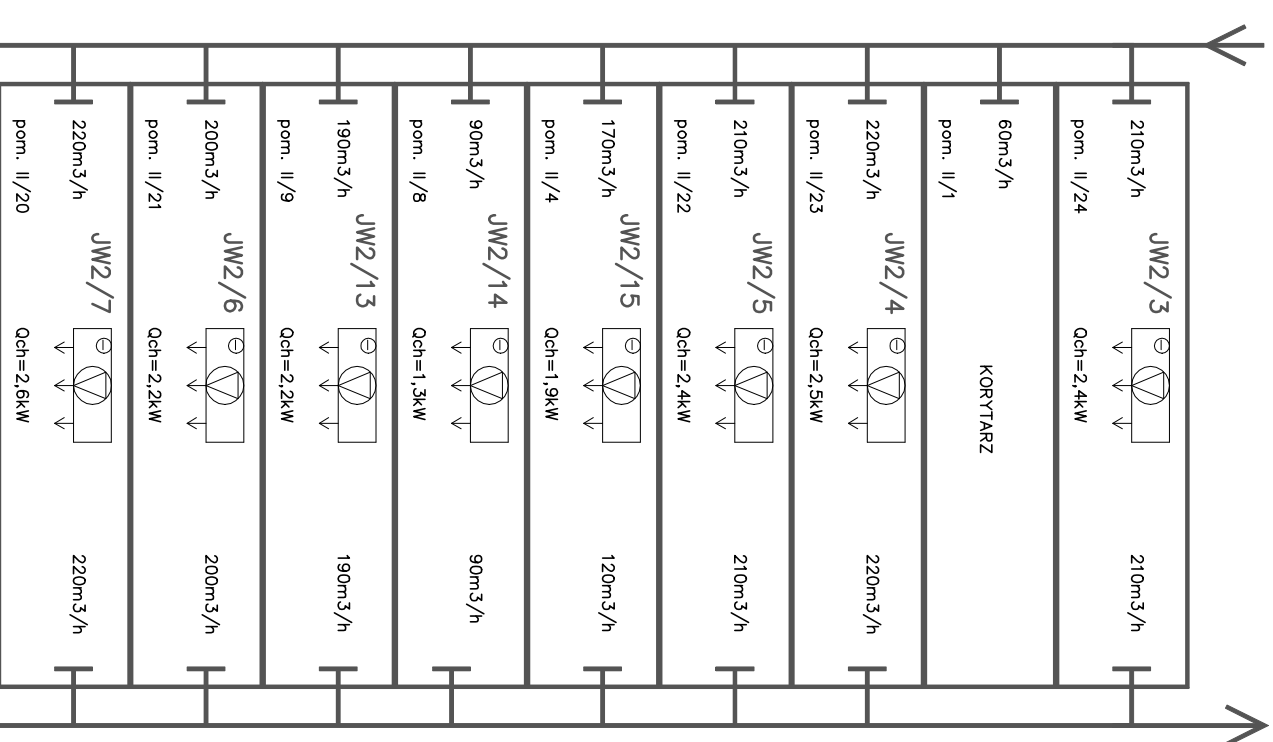 210m3/h
pom. II/24
JW2/3
Qch=2,4kW
210m3/h
60m3/h
pom. II/1
KORYTARZ
220m3/h
pom. II/23
JW2/4
Qch=2,5kW
220m3/h
210m3/h
pom. II/22
JW2/5
Qch=2,4kW
210m3/h
170m3/h
pom. II/4
JW2/15
Qch=1,9kW
120m3/h
90m3/h
pom. II/8
JW2/14
Qch=1,3kW
90m3/h
190m3/h
pom. II/9
JW2/13
Qch=2,2kW
190m3/h
200m3/h
pom. II/21
JW2/6
Qch=2,2kW
200m3/h
220m3/h
pom. II/20
JW2/7
Qch=2,6kW
220m3/h